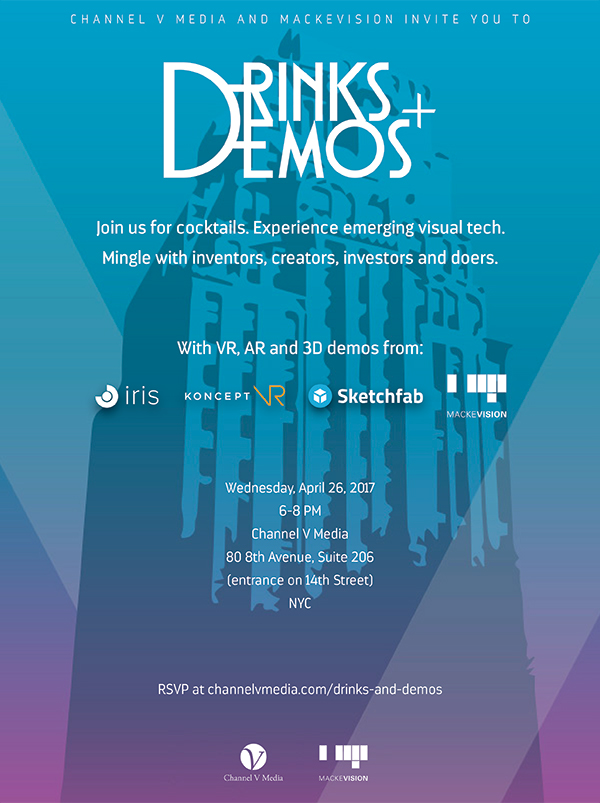 CHANNEL V MEDIA AND MACKEVISION INVITE YOU TO
DRINKS +
DEMOS
Join us for cocktails. Experience emerging visual tech.
Mingle with inventors, creators, investors and doers.
With VR, AR and 3D demos from:
iris KONCEPT VR Sketchfab MACKEVISION
Wednesday, April 26, 2017
6-8 PM
Channel V Media
80 8th Avenue, Suite 206
(entrance on 14th Street)
NYC
RSVP at channelvmedia.com/drinks-and-demos
V
Channel V Media MACKEVISION